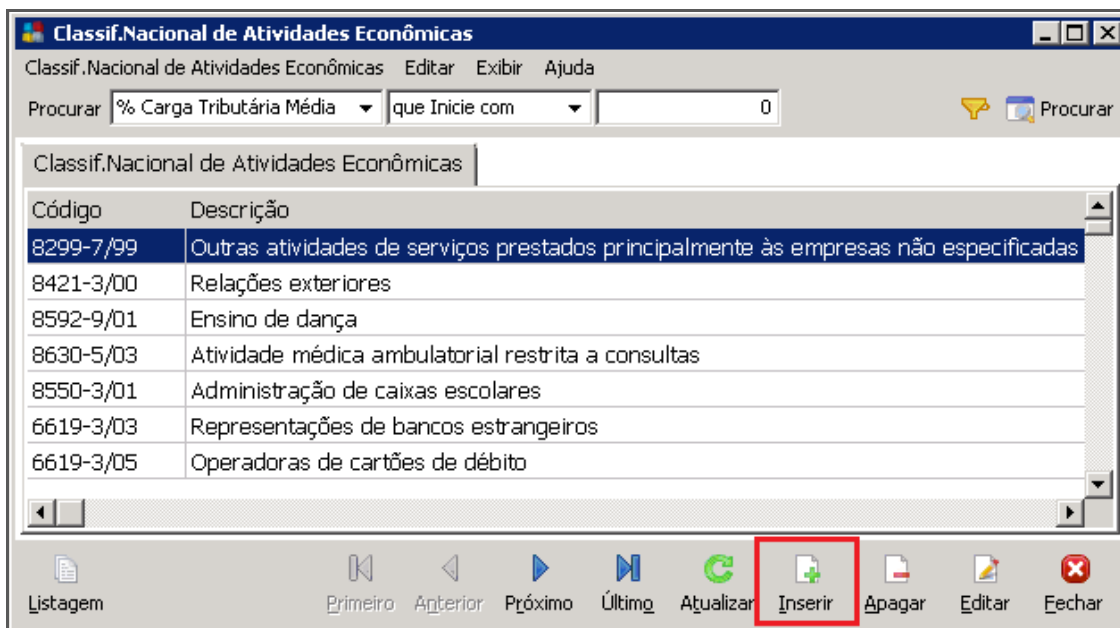 Classif.Nacional de Atividades Econômicas
Classif.Nacional de Atividades Econômicas Editar Exibir Ajuda
Procurar % Carga Tributária Média que Inicie com 0 Procurar
Classif.Nacional de Atividades Econômicas
Código Descrição
8299-7/99 Outras atividades de serviços prestados principalmente às empresas não especificadas
8421-3/00 Relações exteriores
8592-9/01 Ensino de dança
8630-5/03 Atividade médica ambulatorial restrita a consultas
8550-3/01 Administração de caixas escolares
6619-3/03 Representações de bancos estrangeiros
6619-3/05 Operadoras de cartões de débito
Listagem Primeiro Anterior Próximo Último Atualizar Inserir Apagar Editar Fechar